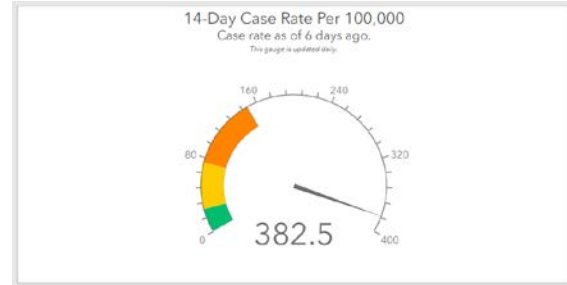 14-Day Case Rate Per 100,000
Case rate as of 6 days ago.
This gauge is updated daily.
160
240
80
320
0
382.5
400